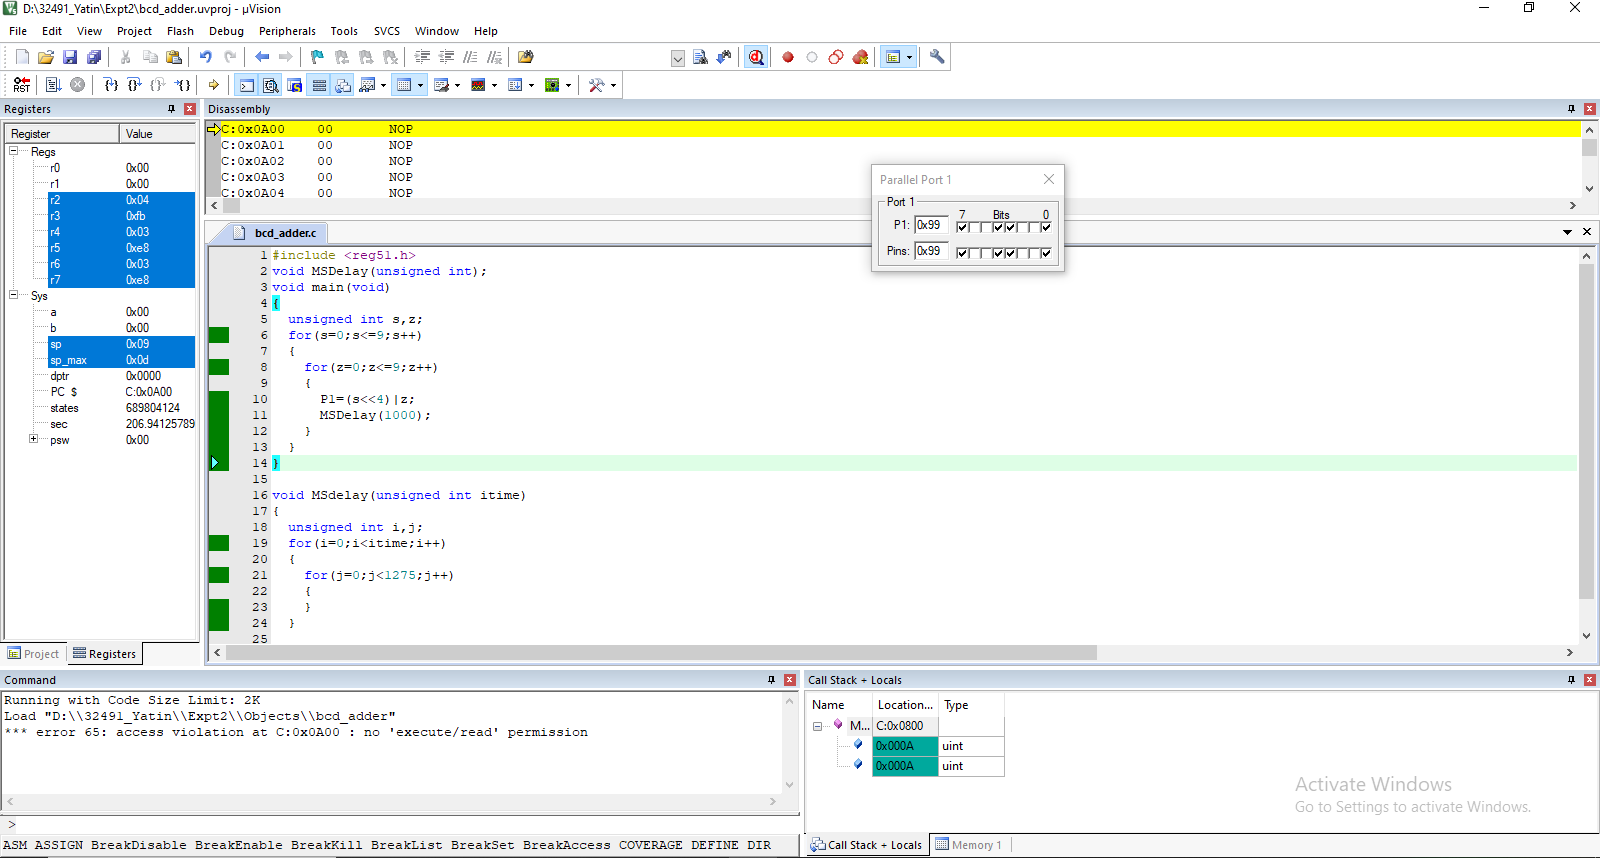 D:\32491_Yatin\Expt2\bcd_adder.uvproj - µVision
File Edit View Project Flash Debug Peripherals Tools SVCS Window Help
RST
Registers
Register Value
Regs
r0 0x00
r1 0x00
r2 0x04
r3 0xfb
r4 0x03
r5 0xe8
r6 0x03
r7 0xe8
Sys
a 0x00
b 0x00
sp 0x09
sp_max 0x0d
dptr 0x0000
PC $ C:0x0A00
states 689804124
sec 206.94125789
psw 0x00
Project Registers
Disassembly
C:0x0A00 00 NOP
C:0x0A01 00 NOP
C:0x0A02 00 NOP
C:0x0A03 00 NOP
C:0x0A04 00 NOP
Parallel Port 1
Port 1
7 Bits 0
P1: 0x99
Pins: 0x99
bcd_adder.c
1 #include <reg51.h>
2 void MSDelay(unsigned int);
3 void main(void)
4 {
5 unsigned int s,z;
6 for(s=0;s<=9;s++)
7 {
8 for(z=0;z<=9;z++)
9 {
10 P1=(s<<4)|z;
11 MSDelay(1000);
12 }
13 }
14 }
15
16 void MSdelay(unsigned int itime)
17 {
18 unsigned int i,j;
19 for(i=0;i<itime;i++)
20 {
21 for(j=0;j<1275;j++)
22 {
23 }
24 }
25
Command
Running with Code Size Limit: 2K
Load "D:\\32491_Yatin\\Expt2\\Objects\\bcd_adder"
*** error 65: access violation at C:0x0A00 : no 'execute/read' permission
>
ASM ASSIGN BreakDisable BreakEnable BreakKill BreakList BreakSet BreakAccess COVERAGE DEFINE DIR
Call Stack + Locals
Name Location... Type
M... C:0x0800
0x000A uint
0x000A uint
Activate Windows
Go to Settings to activate Windows.
Call Stack + Locals Memory 1